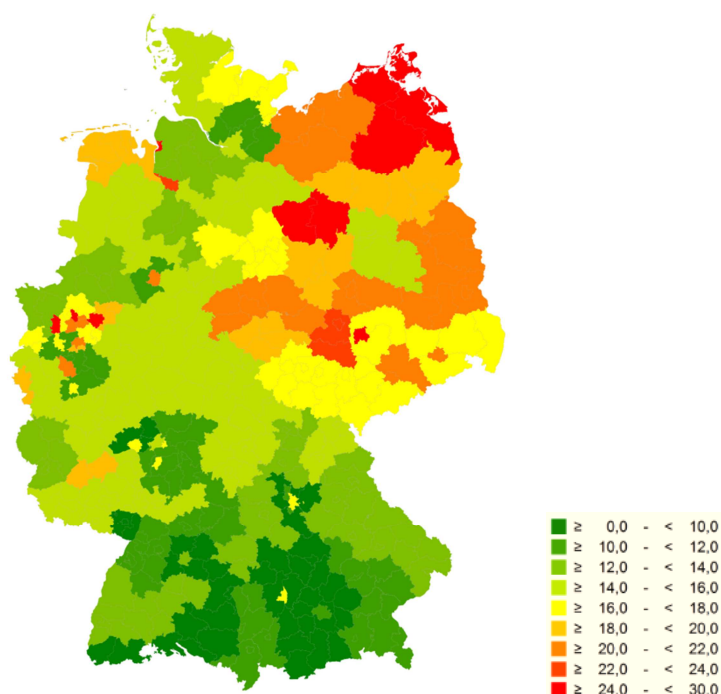 ≥ 0,0 - < 10,0
≥ 10,0 - < 12,0
≥ 12,0 - < 14,0
≥ 14,0 - < 16,0
≥ 16,0 - < 18,0
≥ 18,0 - < 20,0
≥ 20,0 - < 22,0
≥ 22,0 - < 24,0
≥ 24,0 - < 30,0